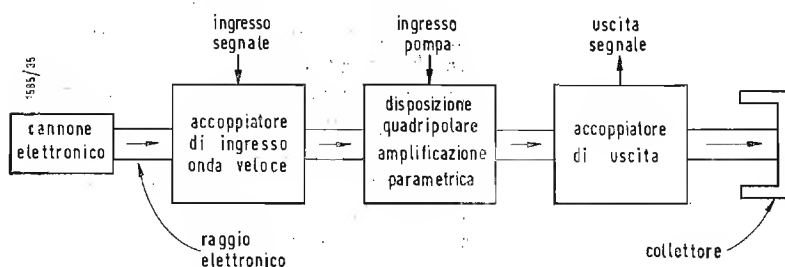 ingresso
segnale
ingresso
pompa
uscita
segnale
1585/35
cannone
elettronico
accoppiatore
di ingresso
onda veloce
disposizione
quadripolare
amplificazione
parametrica
accoppiatore
di uscita
raggio
elettronico
collettore